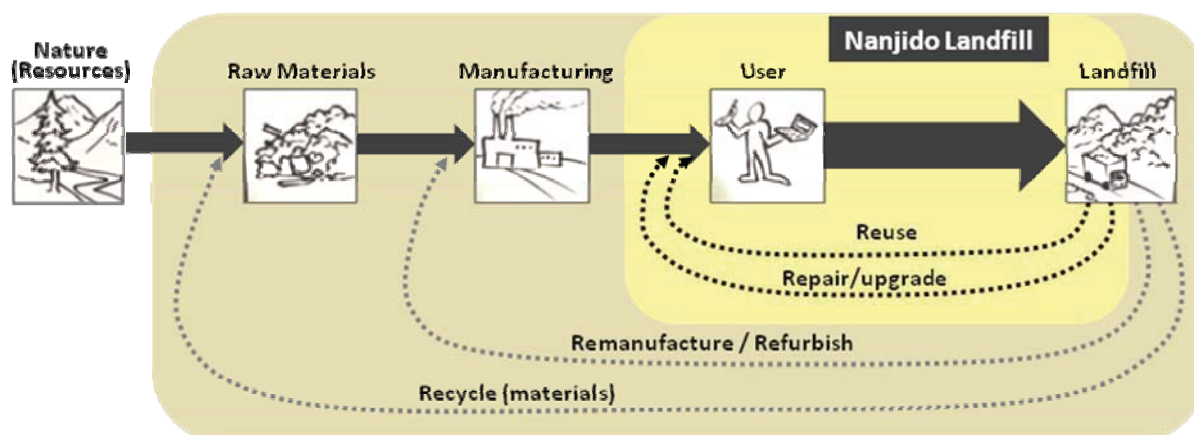 Nanjido Landfill
Nature
(Resources)
Raw Materials
Manufacturing
User
Landfill
Reuse
Repair/upgrade
Remanufacture / Refurbish
Recycle (materials)